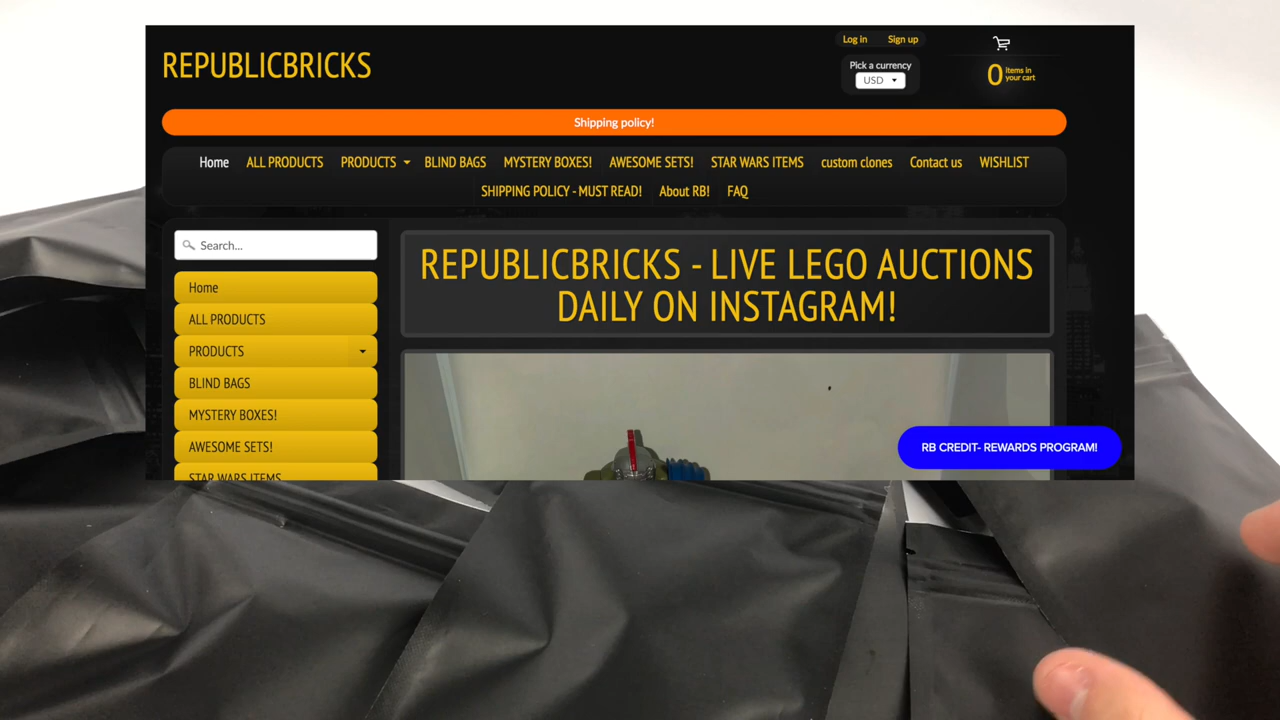 REPUBLICBRICKS
Log in Sign up
Pick a currency
USD
0 items in your cart
Shipping policy!
Home ALL PRODUCTS PRODUCTS BLIND BAGS MYSTERY BOXES! AWESOME SETS! STAR WARS ITEMS custom clones Contact us WISHLIST
SHIPPING POLICY - MUST READ! About RB! FAQ
Search...
REPUBLICBRICKS - LIVE LEGO AUCTIONS
DAILY ON INSTAGRAM!
Home
ALL PRODUCTS
PRODUCTS
BLIND BAGS
MYSTERY BOXES!
AWESOME SETS!
STAR WARS ITEMS
RB CREDIT- REWARDS PROGRAM!